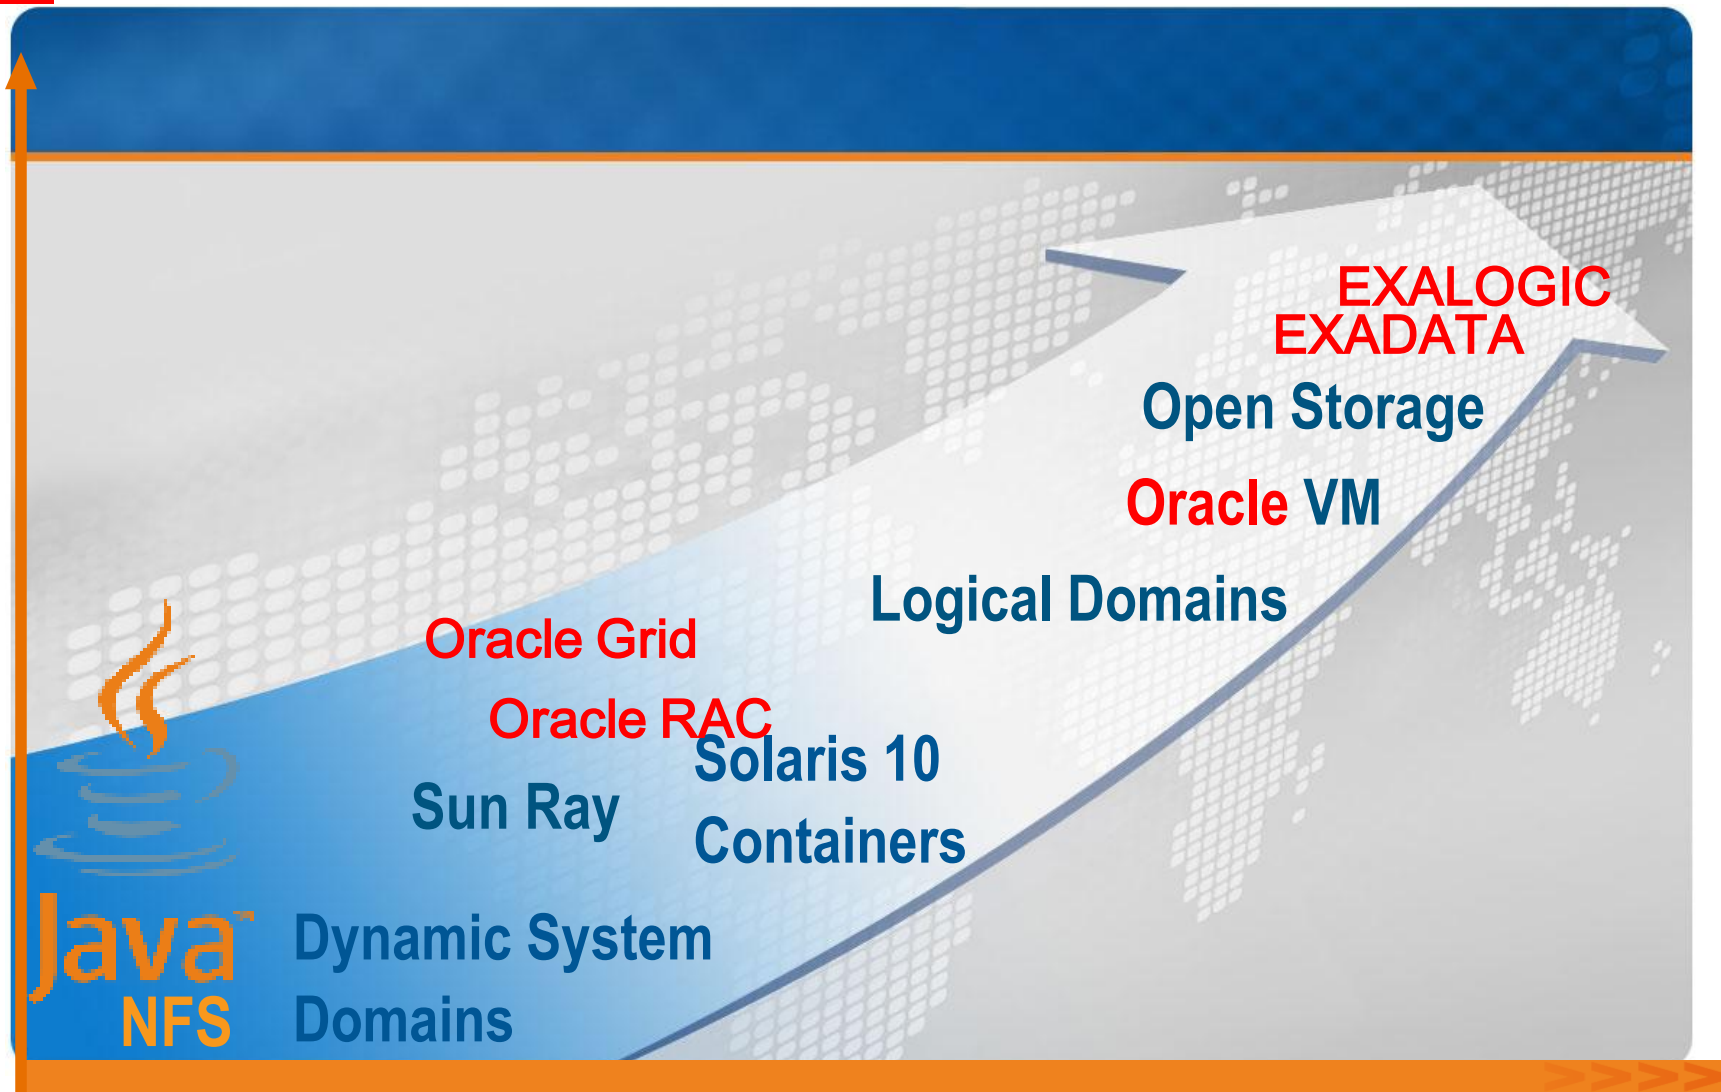 EXALOGIC
EXADATA
Open Storage
Oracle VM
Logical Domains
Oracle Grid
Oracle RAC
Solaris 10
Containers
Sun Ray
Java™
NFS
Dynamic System
Domains
>>>>